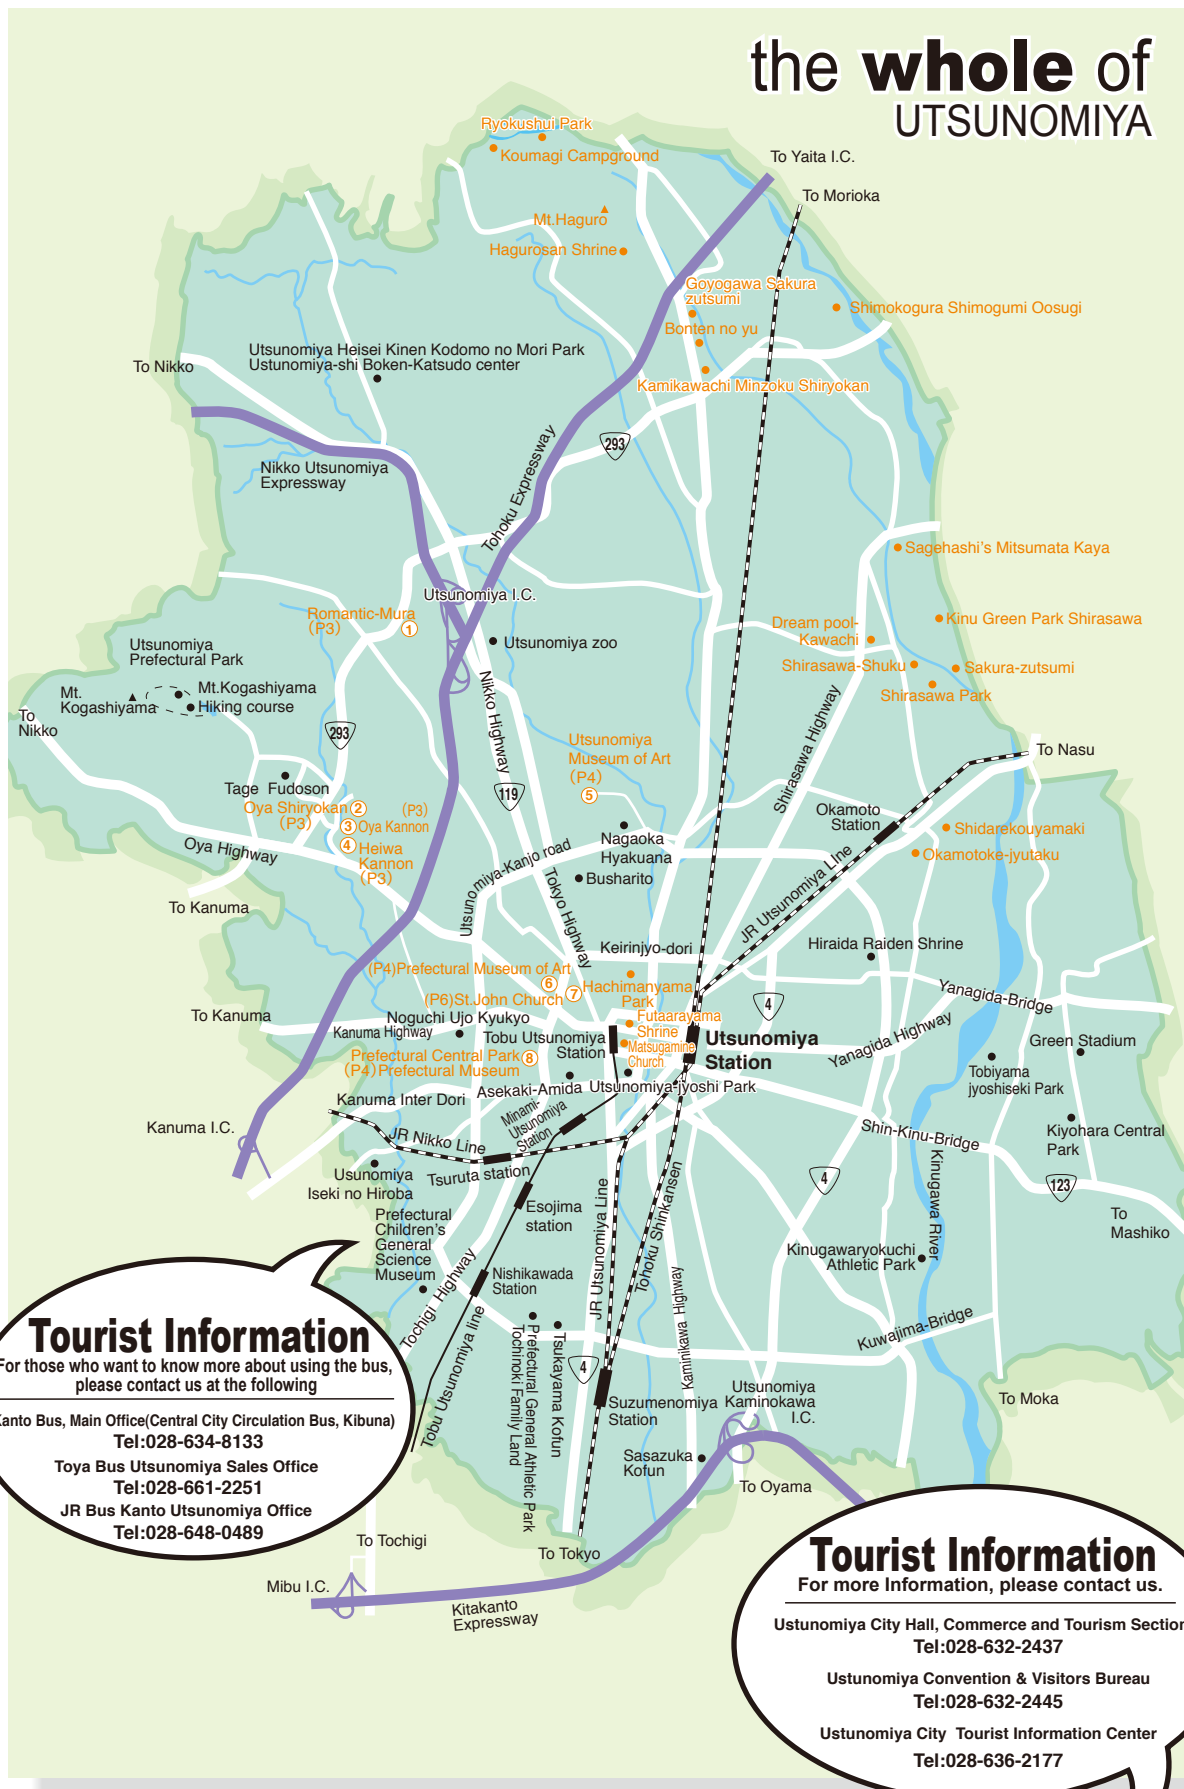 the whole of
UTSUNOMIYA
Ryokushui Park
Koumagi Campground
To Yaita I.C.
To Morioka
Mt.Haguro
Hagurosan Shrine
Goyogawa Sakura
zutsumi
Shimokogura Shimogumi Oosugi
Bonten no yu
Utsunomiya Heisei Kinen Kodomo no Mori Park
Ustunomiya-shi Boken-Katsudo center
To Nikko
Kamikawachi Minzoku Shiryokan
293
Nikko Utsunomiya
Expressway
Tohoku Expressway
Sagehashi's Mitsumata Kaya
Utsunomiya I.C.
Romantic-Mura
(P3)
1
Utsunomiya zoo
Dream pool-
Kawachi
Kinu Green Park Shirasawa
Shirasawa-Shuku
Sakura-zutsumi
Shirasawa Park
Utsunomiya
Prefectural Park
Mt.
Kogashiyama
Mt.Kogashiyama
Hiking course
To
Nikko
293
Nikko Highway
119
Utsunomiya
Museum of Art
(P4)
5
Shirasawa Highway
To Nasu
Tage Fudoson
Oya Shiryokan 2
(P3)
(P3)
3 Oya Kannon
4 Heiwa
Kannon
(P3)
Oya Highway
To Kanuma
Okamoto
Station
Shidarekouyamaki
Okamotoke-jyutaku
Nagaoka
Hyakuana
Busharito
Utsunomiya-Kanjo road
Tokyo Highway
JR Utsunomiya LIne
Keirinjyo-dori
Hiraida Raiden Shrine
(P4)Prefectural Museum of Art
6
(P6)St.John Church 7
Hachimanyama
Park
4
Yanagida-Bridge
To Kanuma
Noguchi Ujo Kyukyo
Kanuma Highway
Tobu Utsunomiya
Station
Futaarayama
Shrine
Matsugamine
Church
Utsunomiya
Station
Yanagida Highway
Green Stadium
Prefectural Central Park 8
(P4)Prefectural Museum
Tobiyama
jyoshiseki Park
Asekaki-Amida
Utsunomiya-jyoshi Park
Kanuma Inter Dori
Minami-
Utsunomiya
Station
Kanuma I.C.
JR Nikko Line
Shin-Kinu-Bridge
Kiyohara Central
Park
Usunomiya
Iseki no Hiroba
Tsuruta station
4
Kinugawa River
123
To
Mashiko
Prefectural
Children's
General
Science
Museum
Esojima
station
JR Utsunomiya Line
Tohoku Shinkansen
Kinugawaryokuchi
Athletic Park
Nishikawada
Station
Tochigi Highway
Tobu Utsunomiya line
Prefectural General Athletic Park
Tochinoki Family Land
Tsukayama Kofun
4
Kaminikawa Highway
Kuwajima-Bridge
Suzumenomiya
Station
Utsunomiya
Kaminokawa
I.C.
To Moka
Sasazuka
Kofun
To Oyama
To Tochigi
To Tokyo
Mibu I.C.
Kitakanto
Expressway
Tourist Information
For those who want to know more about using the bus,
please contact us at the following
Kanto Bus, Main Office(Central City Circulation Bus, Kibuna)
Tel:028-634-8133
Toya Bus Utsunomiya Sales Office
Tel:028-661-2251
JR Bus Kanto Utsunomiya Office
Tel:028-648-0489
Tourist Information
For more Information, please contact us.
Ustunomiya City Hall, Commerce and Tourism Section
Tel:028-632-2437
Ustunomiya Convention & Visitors Bureau
Tel:028-632-2445
Ustunomiya City Tourist Information Center
Tel:028-636-2177